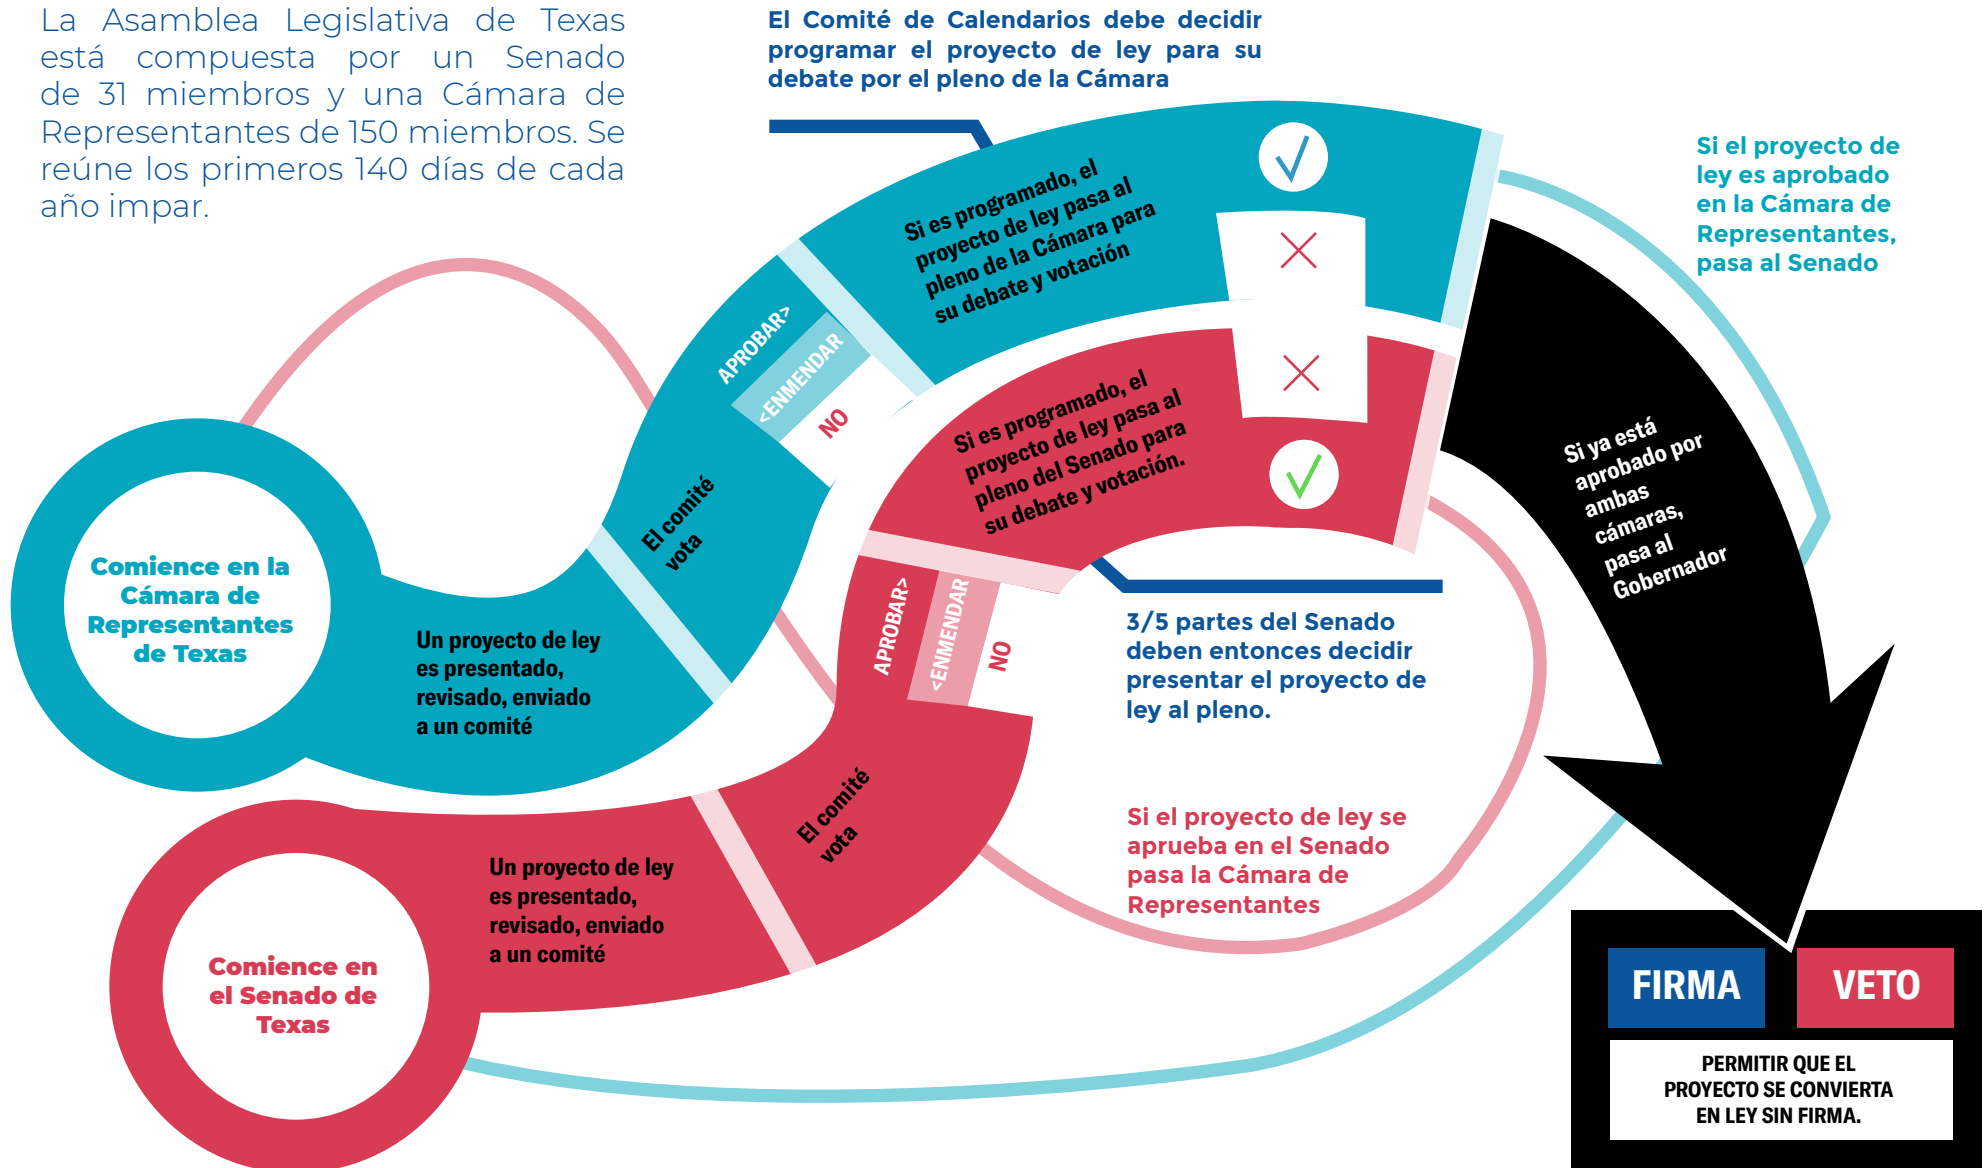 La Asamblea Legislativa de Texas
está compuesta por un Senado
de 31 miembros y una Cámara de
Representantes de 150 miembros. Se
reúne los primeros 140 días de cada
año impar.
El Comité de Calendarios debe decidir
programar el proyecto de ley para su
debate por el pleno de la Cámara
Si el proyecto de
ley es aprobado
en la Cámara de
Representantes,
pasa al Senado
Comience en la
Cámara de
Representantes
de Texas
Un proyecto de ley
es presentado,
revisado, enviado
a un comité
El comité
vota
APROBAR>
<ENMENDAR
NO
Si es programado, el
proyecto de ley pasa al
pleno de la Cámara para
su debate y votación
Comience en
el Senado de
Texas
Un proyecto de ley
es presentado,
revisado, enviado
a un comité
El comité
vota
APROBAR>
<ENMENDAR
NO
Si es programado, el
proyecto de ley pasa al
pleno del Senado para
su debate y votación.
3/5 partes del Senado
deben entonces decidir
presentar el proyecto de
ley al pleno.
Si el proyecto de ley se
aprueba en el Senado
pasa la Cámara de
Representantes
Si ya está
aprobado por
ambas
cámaras,
pasa al
Gobernador
FIRMA
VETO
PERMITIR QUE EL
PROYECTO SE CONVIERTA
EN LEY SIN FIRMA.